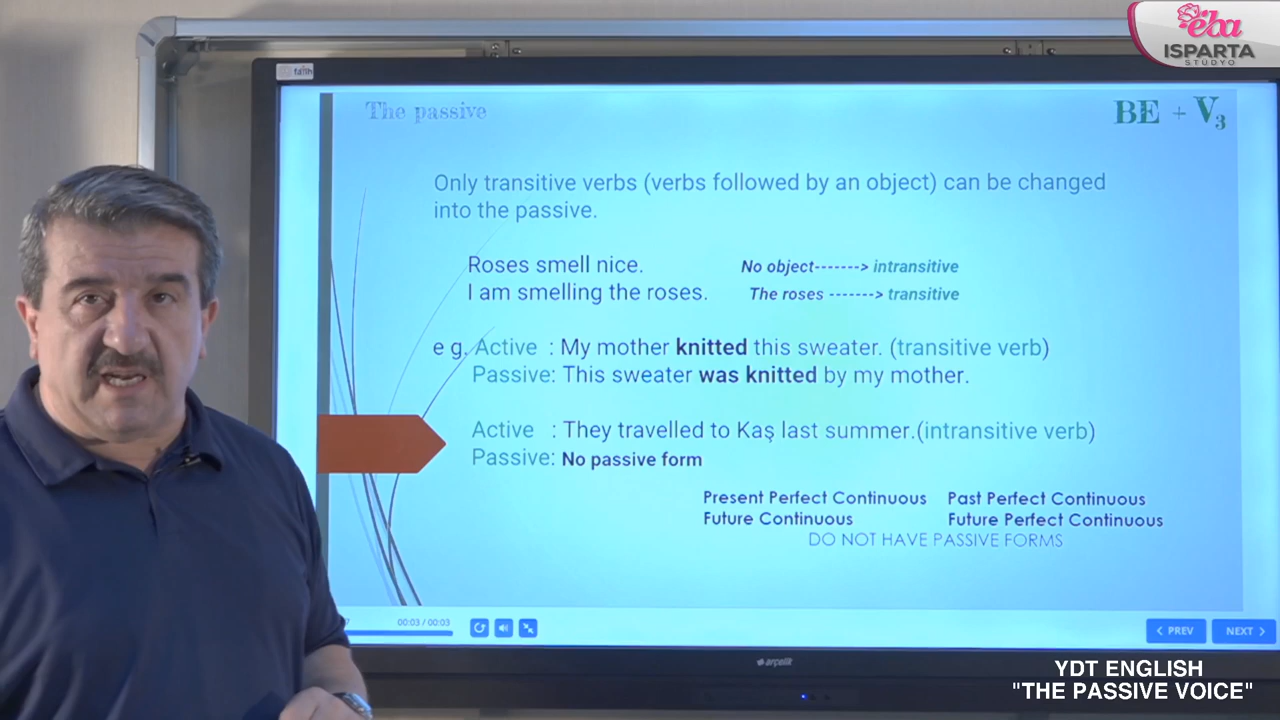 eba
ISPARTA
STÜDYO
fatih
The passive
BE + V3
Only transitive verbs (verbs followed by an object) can be changed
into the passive.
Roses smell nice. No object-------> intransitive
I am smelling the roses. The roses -------> transitive
e g. Active : My mother knitted this sweater. (transitive verb)
Passive: This sweater was knitted by my mother.
Active : They travelled to Kaş last summer.(intransitive verb)
Passive: No passive form
Present Perfect Continuous Past Perfect Continuous
Future Continuous Future Perfect Continuous
DO NOT HAVE PASSIVE FORMS
00:03 / 00:03
< PREV NEXT >
arçelik
YDT ENGLISH
"THE PASSIVE VOICE"